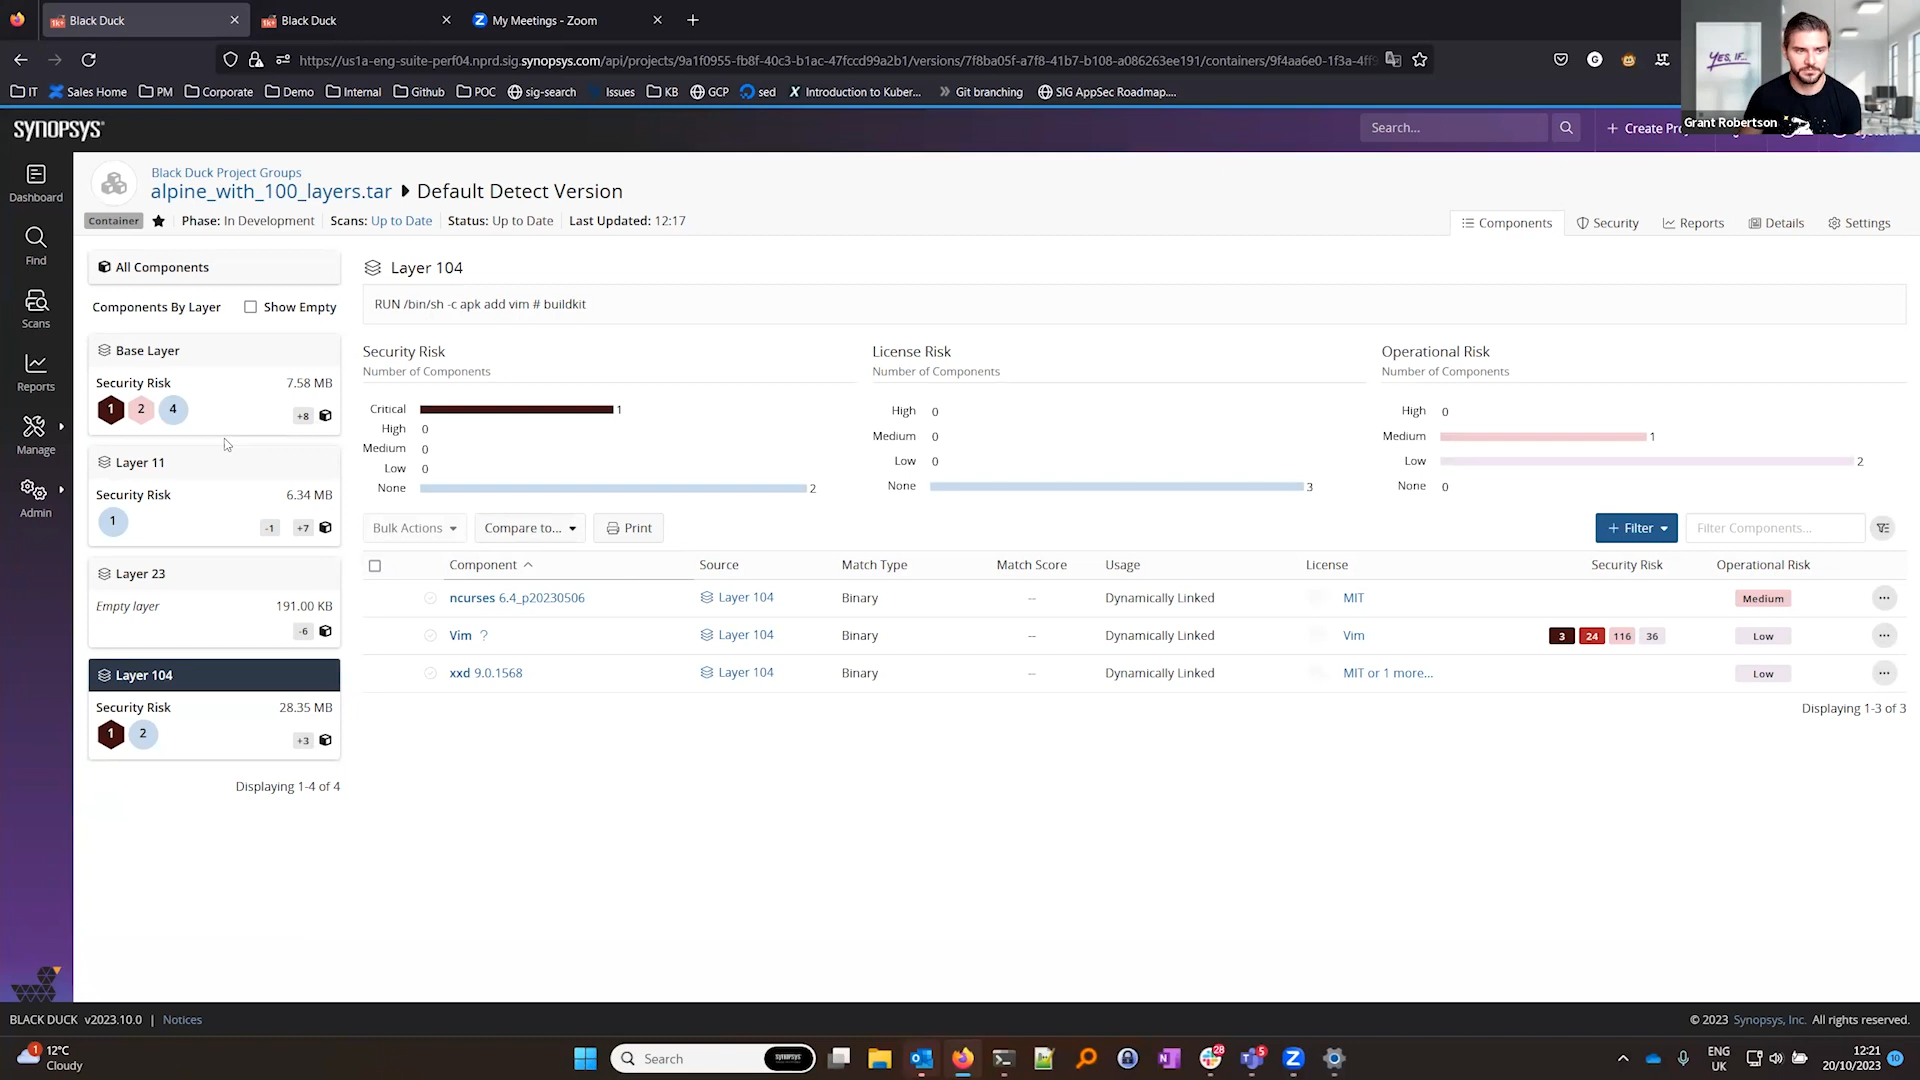 Black Duck
Black Duck
My Meetings - Zoom
https://us1a-eng-suite-perf04.nprd.sig.synopsys.com/api/projects/9a1f0955-fb8f-40c3-b1ac-47fccd99a2b1/versions/7f8ba05f-a7f8-41b7-b108-a086263ee191/containers/9f4aa6e0-1f3a-4ff9
IT
Sales Home
PM
Corporate
Demo
Internal
Github
POC
sig-search
Issues
KB
GCP
sed
Introduction to Kuber...
Git branching
SIG AppSec Roadmap....
YES, IF...
Grant Robertson
SYNOPSYS
Search...
+ Create Pro
Dashboard
Find
Scans
Reports
Manage
Admin
Black Duck Project Groups
alpine_with_100_layers.tar Default Detect Version
Container Phase: In Development Scans: Up to Date Status: Up to Date Last Updated: 12:17
Components Security Reports Details Settings
All Components
Components By Layer Show Empty
Base Layer
Security Risk 7.58 MB
1 2 4 +8
Layer 11
Security Risk 6.34 MB
1 -1 +7
Layer 23
Empty layer 191.00 KB
-6
Layer 104
Security Risk 28.35 MB
1 2 +3
Displaying 1-4 of 4
Layer 104
RUN /bin/sh -c apk add vim # buildkit
Security Risk
Number of Components
Critical 1
High 0
Medium 0
Low 0
None 2
License Risk
Number of Components
High 0
Medium 0
Low 0
None 3
Operational Risk
Number of Components
High 0
Medium 1
Low 2
None 0
Bulk Actions Compare to... Print + Filter Filter Components...
Component Source Match Type Match Score Usage License Security Risk Operational Risk
ncurses 6.4_p20230506 Layer 104 Binary -- Dynamically Linked MIT Medium ...
Vim ? Layer 104 Binary -- Dynamically Linked Vim 3 24 116 36 Low ...
xxd 9.0.1568 Layer 104 Binary -- Dynamically Linked MIT or 1 more... Low ...
Displaying 1-3 of 3
BLACK DUCK v2023.10.0 | Notices
© 2023 Synopsys, Inc. All rights reserved.
1 12°C
Cloudy
Search
SYNOPSYS
28
5
ENG
UK
12:21
20/10/2023
10